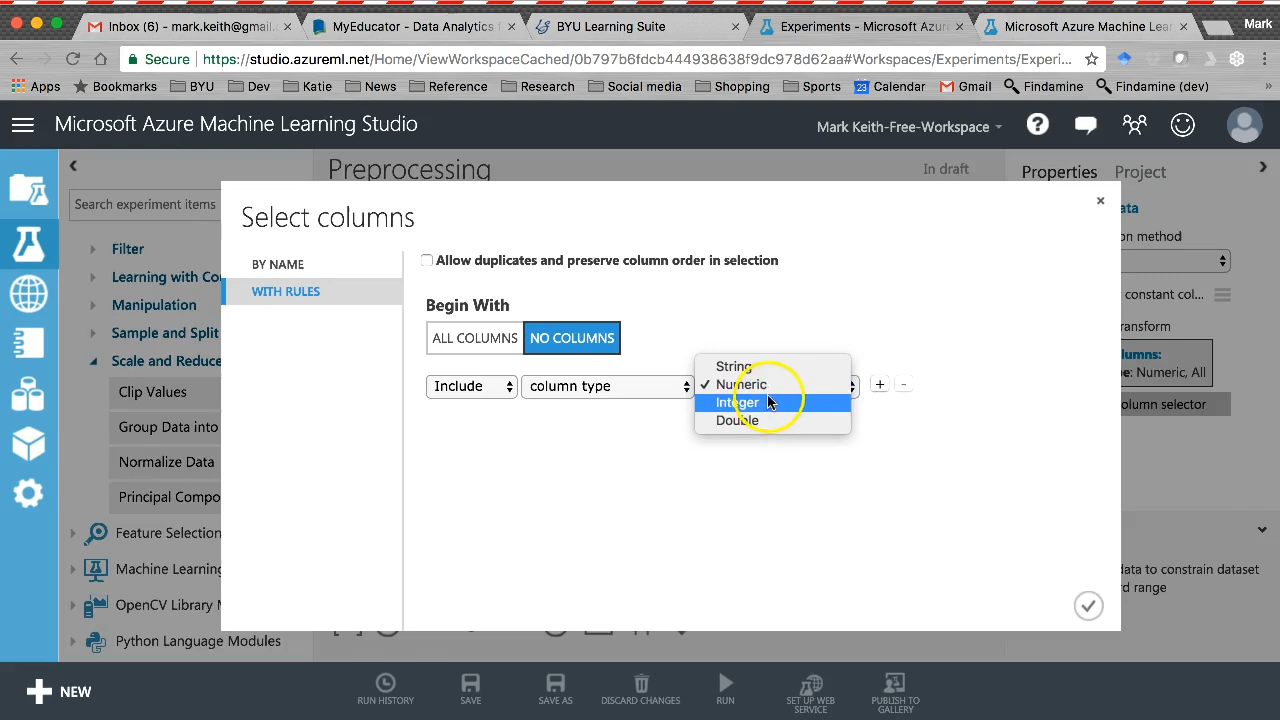 Inbox (6) - mark.keith@gmail.
MyEducator - Data Analytics f
BYU Learning Suite
Experiments - Microsoft Azure
Microsoft Azure Machine Lear
Mark
Secure
https://studio.azureml.net/Home/ViewWorkspaceCached/0b797b6fdcb444938638f9dc978d62aa#Workspaces/Experiments/Experi...
Apps
Bookmarks
BYU
Dev
Katie
News
Reference
Research
Social media
Shopping
Sports
23
Calendar
Gmail
Findamine
Findamine (dev)
»
Microsoft Azure Machine Learning Studio
Mark Keith-Free-Workspace
Preprocessing
In draft
Properties
Project
Search experiment items
Filter
Learning with Cou
Manipulation
Sample and Split
Scale and Reduce
Clip Values
Group Data into
Normalize Data
Principal Compo
Feature Selection
Machine Learning
OpenCV Library M
Python Language Modules
Select columns
BY NAME
WITH RULES
Allow duplicates and preserve column order in selection
Begin With
ALL COLUMNS
NO COLUMNS
Include
column type
String
✓ Numeric
Integer
Double
+
-
ata
on method
constant col...
ransform
olumns:
pe: Numeric, All
olumn selector
data to constrain dataset
rd range
NEW
RUN HISTORY
SAVE
SAVE AS
DISCARD CHANGES
RUN
SET UP WEB
SERVICE
PUBLISH TO
GALLERY